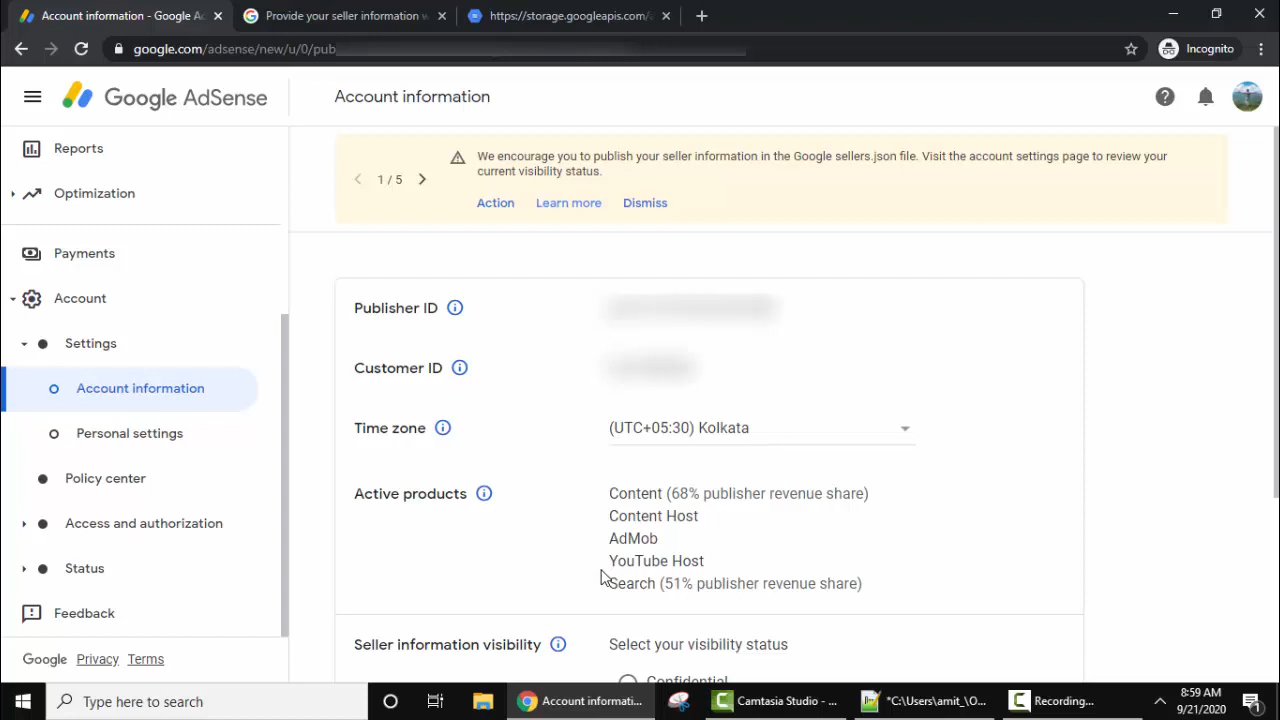 Account information - Google Ad
Provide your seller information w
https://storage.googleapis.com/
google.com/adsense/new/u/0/pub
Incognito
Google AdSense
Account information
Reports
Optimization
Payments
Account
Settings
Account information
Personal settings
Policy center
Access and authorization
Status
Feedback
Google Privacy Terms
1 / 5
We encourage you to publish your seller information in the Google sellers.json file. Visit the account settings page to review your
current visibility status.
Action Learn more Dismiss
Publisher ID
Customer ID
Time zone
(UTC+05:30) Kolkata
Active products
Content (68% publisher revenue share)
Content Host
AdMob
YouTube Host
Search (51% publisher revenue share)
Seller information visibility
Select your visibility status
Confidential
Type here to search
Account informati...
Camtasia Studio - ...
*C:\Users\amit_\O...
Recording...
8:59 AM
9/21/2020
1